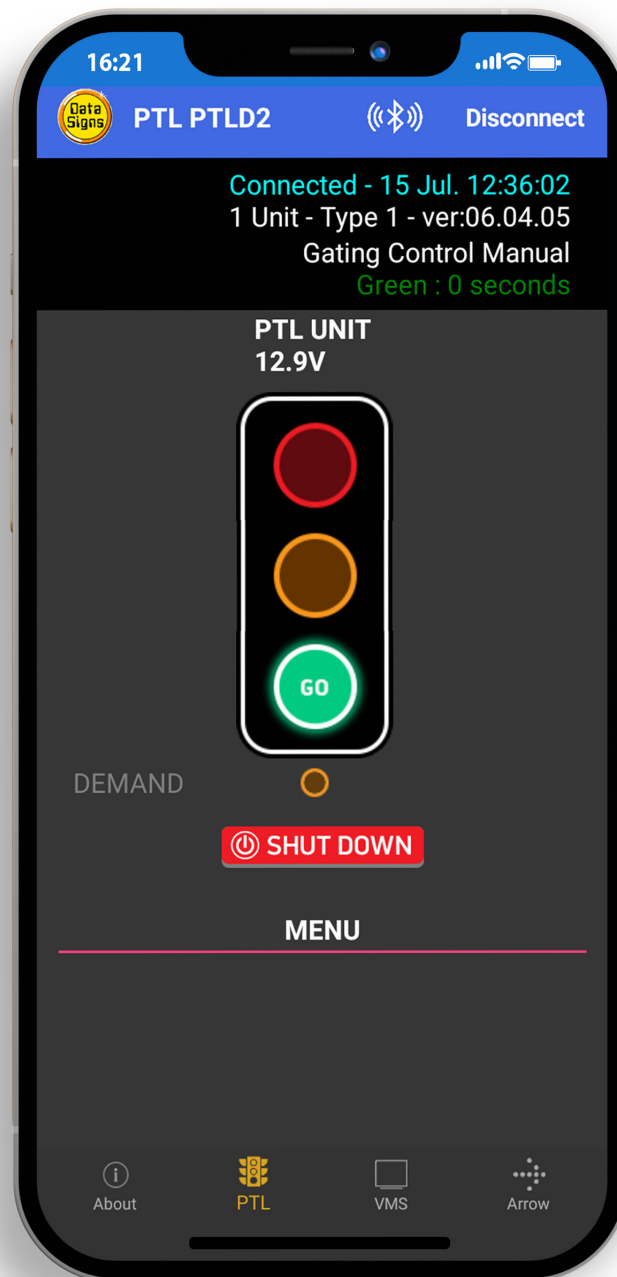 16:21
Data
Signs
PTL PTLD2
Disconnect
Connected - 15 Jul. 12:36:02
1 Unit - Type 1 - ver:06.04.05
Gating Control Manual
Green : 0 seconds
PTL UNIT
12.9V
GO
DEMAND
SHUT DOWN
MENU
About
PTL
VMS
Arrow